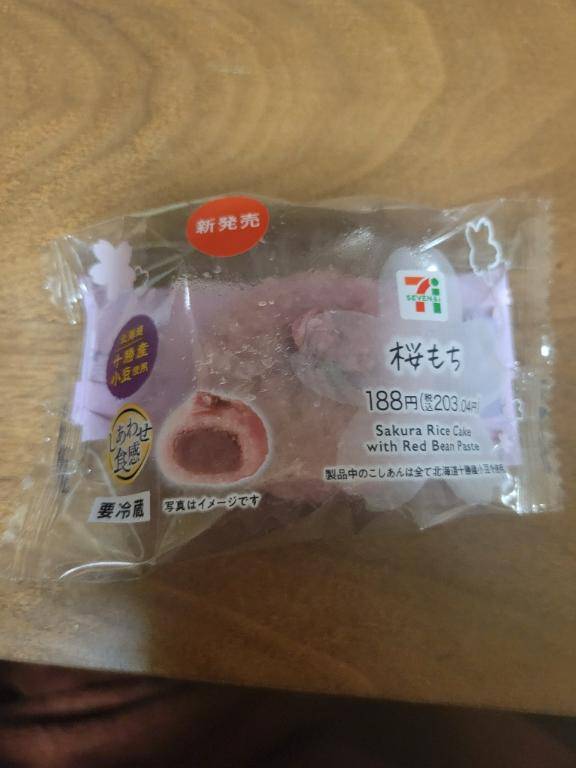 新発売
7i
SEVEN&i
北海道
十勝産
小豆使用
桜もち
188円(税込203.04円)
Sakura Rice Cake
with Red Bean Paste
しあわせ
食感
製品中のこしあんは全て北海道十勝産小豆使用
要冷蔵
写真はイメージです